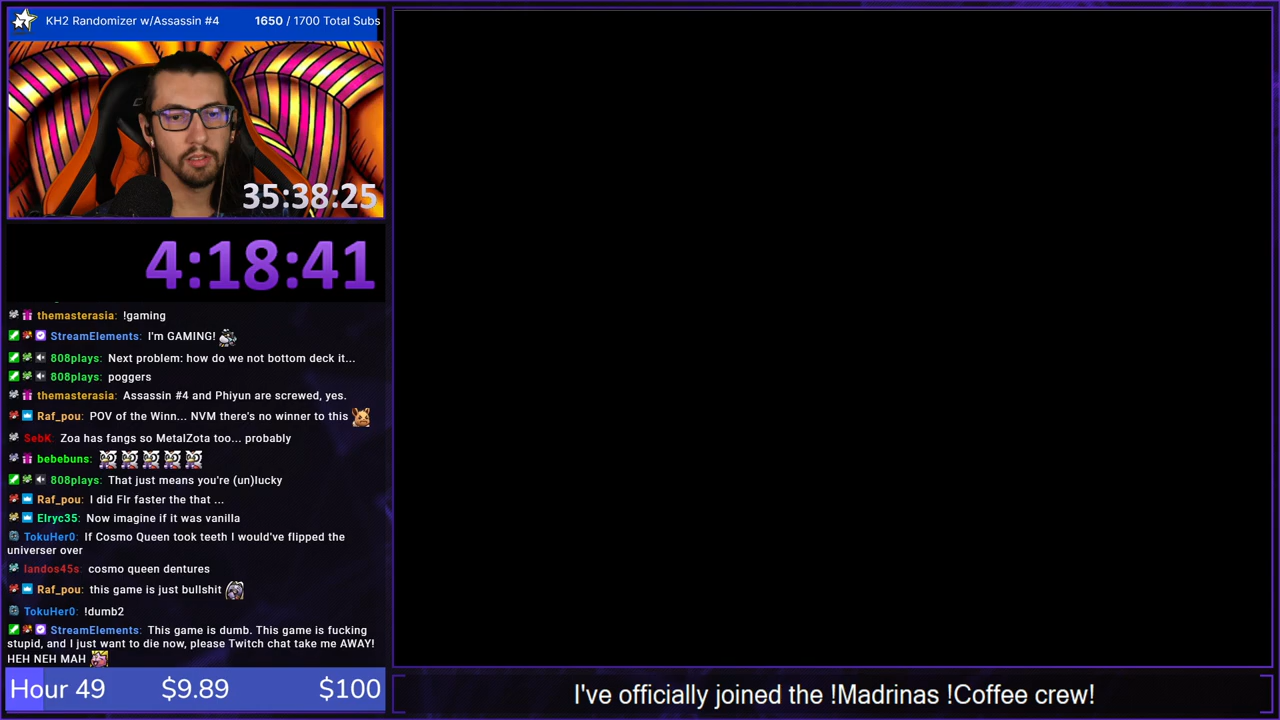 KH2 Randomizer w/Assassin #4 1650 / 1700 Total Subs
35:38:25
4:18:41
themasterasia: !gaming
StreamElements: I'm GAMING!
808plays: Next problem: how do we not bottom deck it...
808plays: poggers
themasterasia: Assassin #4 and Phiyun are screwed, yes.
Raf_pou: POV of the Winn... NVM there's no winner to this
SebK: Zoa has fangs so MetalZota too... probably
bebebuns:
808plays: That just means you're (un)lucky
Raf_pou: I did FIr faster the that ...
Elryc35: Now imagine if it was vanilla
TokuHer0: If Cosmo Queen took teeth I would've flipped the
universer over
landos45s: cosmo queen dentures
Raf_pou: this game is just bullshit
TokuHer0: !dumb2
StreamElements: This game is dumb. This game is fucking
stupid, and I just want to die now, please Twitch chat take me AWAY!
HEH NEH MAH
Hour 49 $9.89 $100
I've officially joined the !Madrinas !Coffee crew!